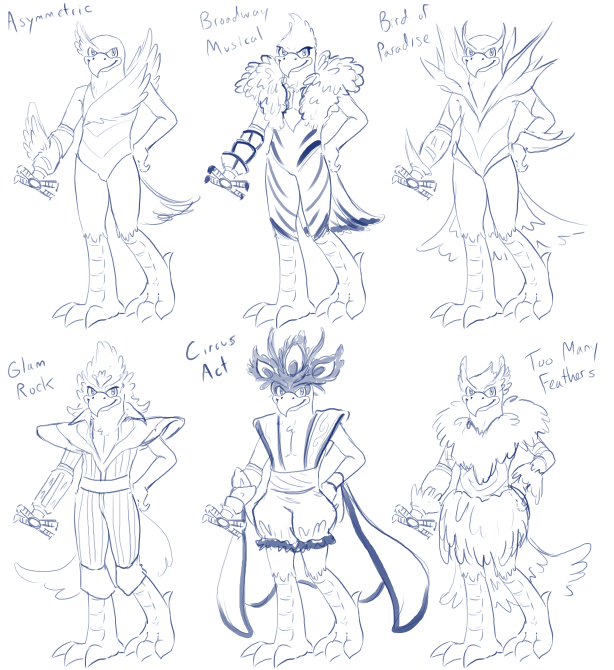 Asymmetric
Broadway
Musical
Bird of
Paradise
Glam
Rock
Circus
Act
Too Many
Feathers